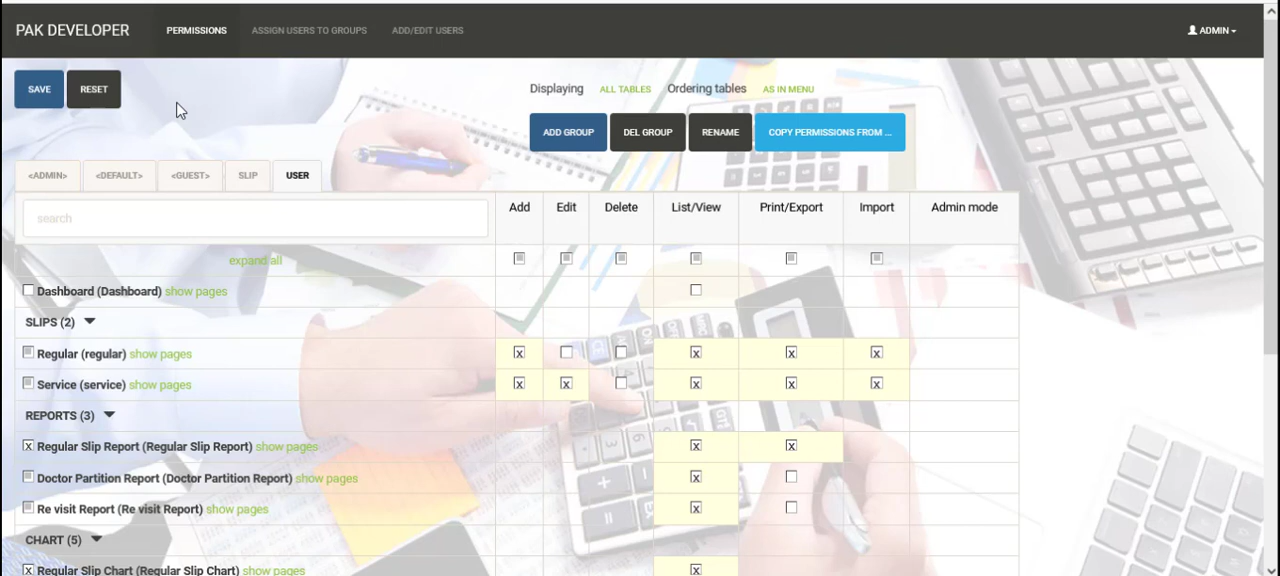 PAK DEVELOPER PERMISSIONS ASSIGN USERS TO GROUPS ADD/EDIT USERS ADMIN
SAVE RESET Displaying ALL TABLES Ordering tables AS IN MENU
ADD GROUP DEL GROUP RENAME COPY PERMISSIONS FROM ...
<ADMIN> <DEFAULT> <GUEST> SLIP USER
search Add Edit Delete List/View Print/Export Import Admin mode
expand all
Dashboard (Dashboard) show pages
SLIPS (2)
Regular (regular) show pages
Service (service) show pages
REPORTS (3)
Regular Slip Report (Regular Slip Report) show pages
Doctor Partition Report (Doctor Partition Report) show pages
Re visit Report (Re visit Report) show pages
CHART (5)
Regular Slip Chart (Regular Slip Chart) show pages